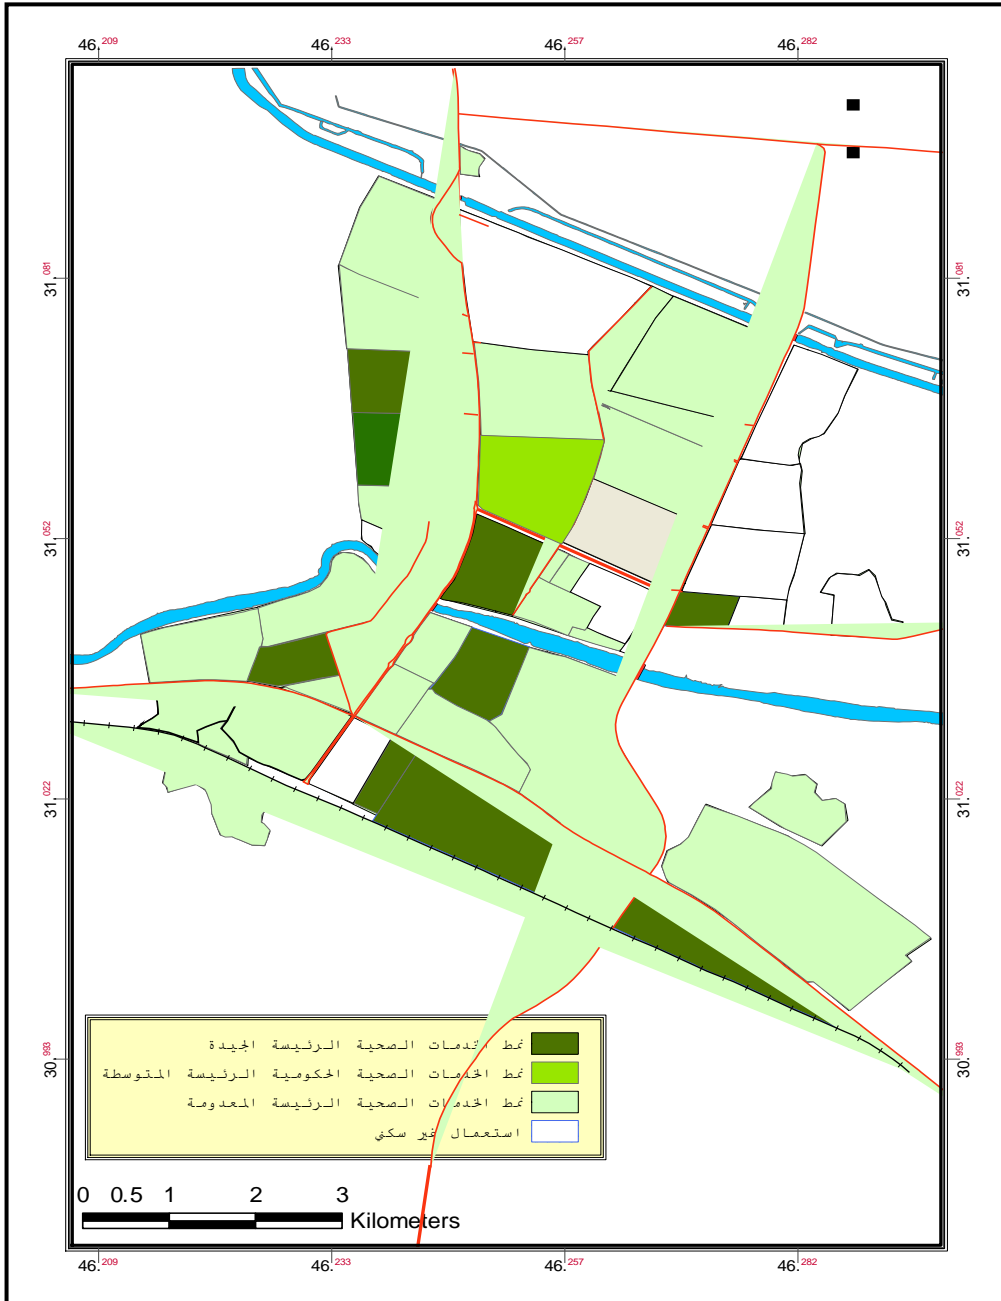 46.209 46.233 46.257 46.282
31.081 31.081
31.052 31.052
31.022 31.022
30.993 30.993
نمط الخدمات الصحية الرئيسة الجيدة
نمط الخدمات الصحية الحكومية الرئيسة المتوسطة
نمط الخدمات الصحية الرئيسة المعدومة
استعمال غير سكني
0 0.5 1 2 3
Kilometers
46.209 46.233 46.257 46.282